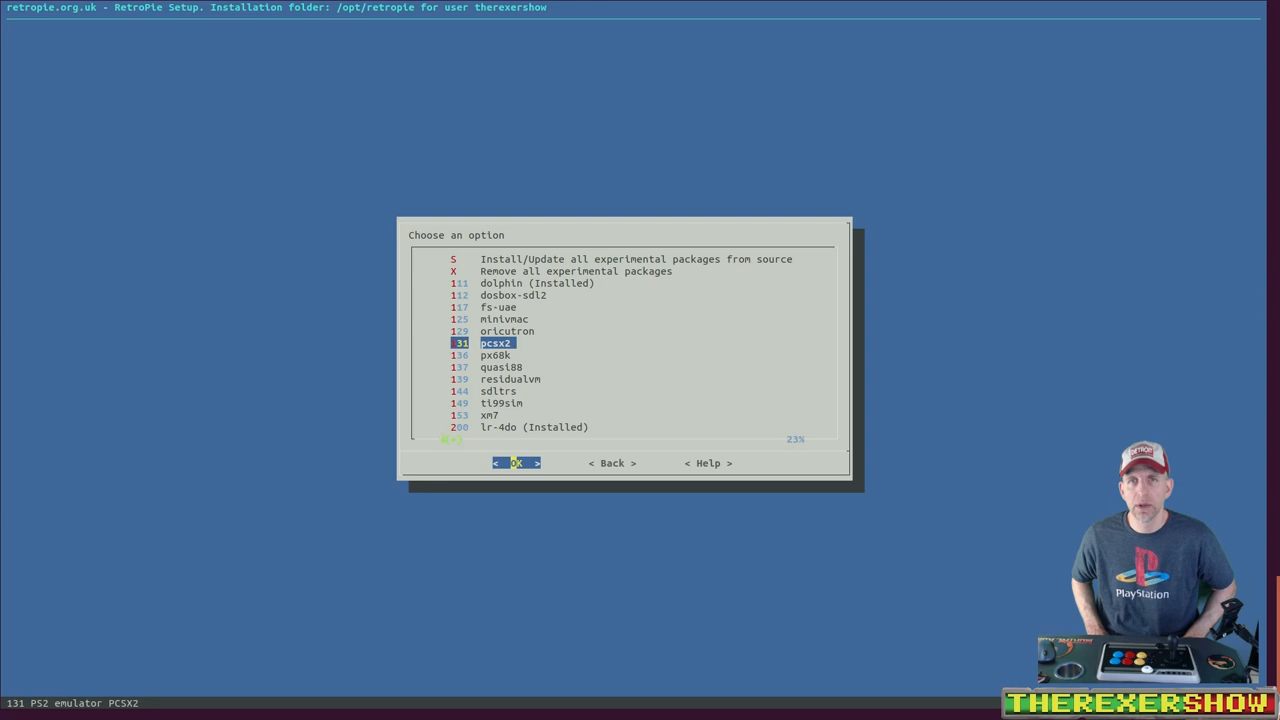 retropie.org.uk - RetroPie Setup. Installation folder: /opt/retropie for user therexershow
Choose an option
S Install/Update all experimental packages from source
X Remove all experimental packages
111 dolphin (Installed)
112 dosbox-sdl2
117 fs-uae
125 minivmac
129 oricutron
131 pcsx2
136 px68k
137 quasi88
139 residualvm
144 sdltrs
149 ti99sim
153 xm7
200 lr-4do (Installed)
23%
< OK > < Back > < Help >
DETROIT
PlayStation
THEREXERSHOW
131 PS2 emulator PCSX2